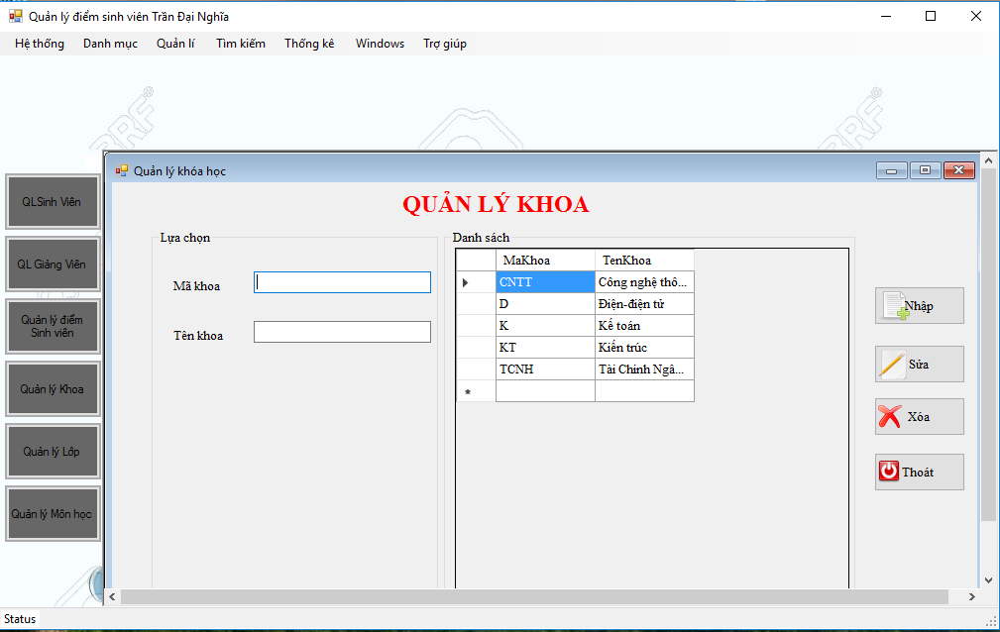 Quản lý điểm sinh viên Trần Đại Nghĩa
Hệ thống Danh mục Quản lí Tìm kiếm Thống kê Windows Trợ giúp
BRF®
BRF®
QLSinh Viên
QL Giảng Viên
Quản lý điểm
Sinh viên
Quản lý Khoa
Quản lý Lớp
Quản lý Môn học
Quản lý khóa học
QUẢN LÝ KHOA
Lựa chọn
Mã khoa
Tên khoa
Danh sách
MaKhoa TenKhoa
CNTT Công nghệ thô...
D Điện-điện tử
K Kế toán
KT Kiến trúc
TCNH Tài Chính Ngâ...
*
Nhập
Sửa
Xóa
Thoát
Status